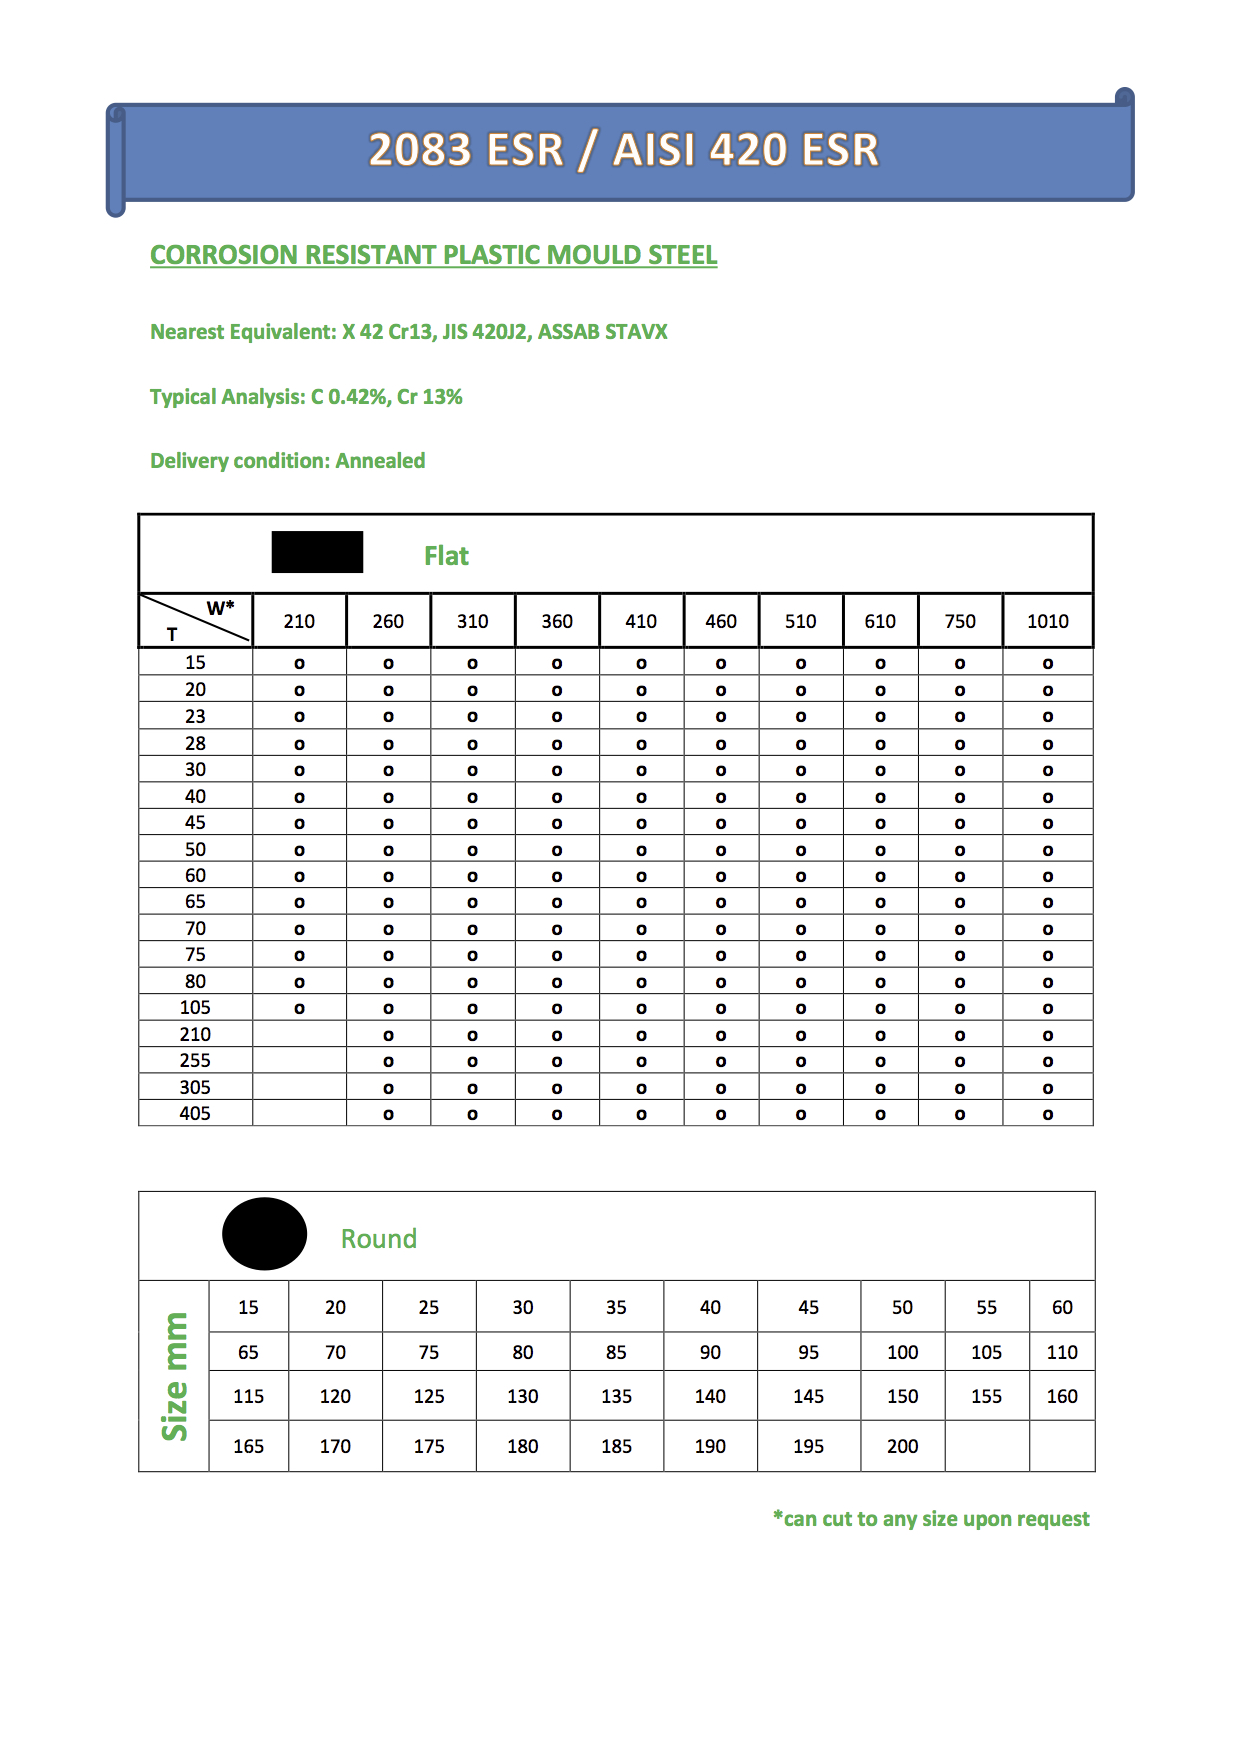 2083 ESR / AISI 420 ESR
CORROSION RESISTANT PLASTIC MOULD STEEL
Nearest Equivalent: X 42 Cr13, JIS 420J2, ASSAB STAVX
Typical Analysis: C 0.42%, Cr 13%
Delivery condition: Annealed
Flat
W* T 210 260 310 360 410 460 510 610 750 1010
15 o o o o o o o o o o
20 o o o o o o o o o o
23 o o o o o o o o o o
28 o o o o o o o o o o
30 o o o o o o o o o o
40 o o o o o o o o o o
45 o o o o o o o o o o
50 o o o o o o o o o o
60 o o o o o o o o o o
65 o o o o o o o o o o
70 o o o o o o o o o o
75 o o o o o o o o o o
80 o o o o o o o o o o
105 o o o o o o o o o o
210 o o o o o o o o o
255 o o o o o o o o o
305 o o o o o o o o o
405 o o o o o o o o o
Round
Size mm
15 20 25 30 35 40 45 50 55 60
65 70 75 80 85 90 95 100 105 110
115 120 125 130 135 140 145 150 155 160
165 170 175 180 185 190 195 200
*can cut to any size upon request